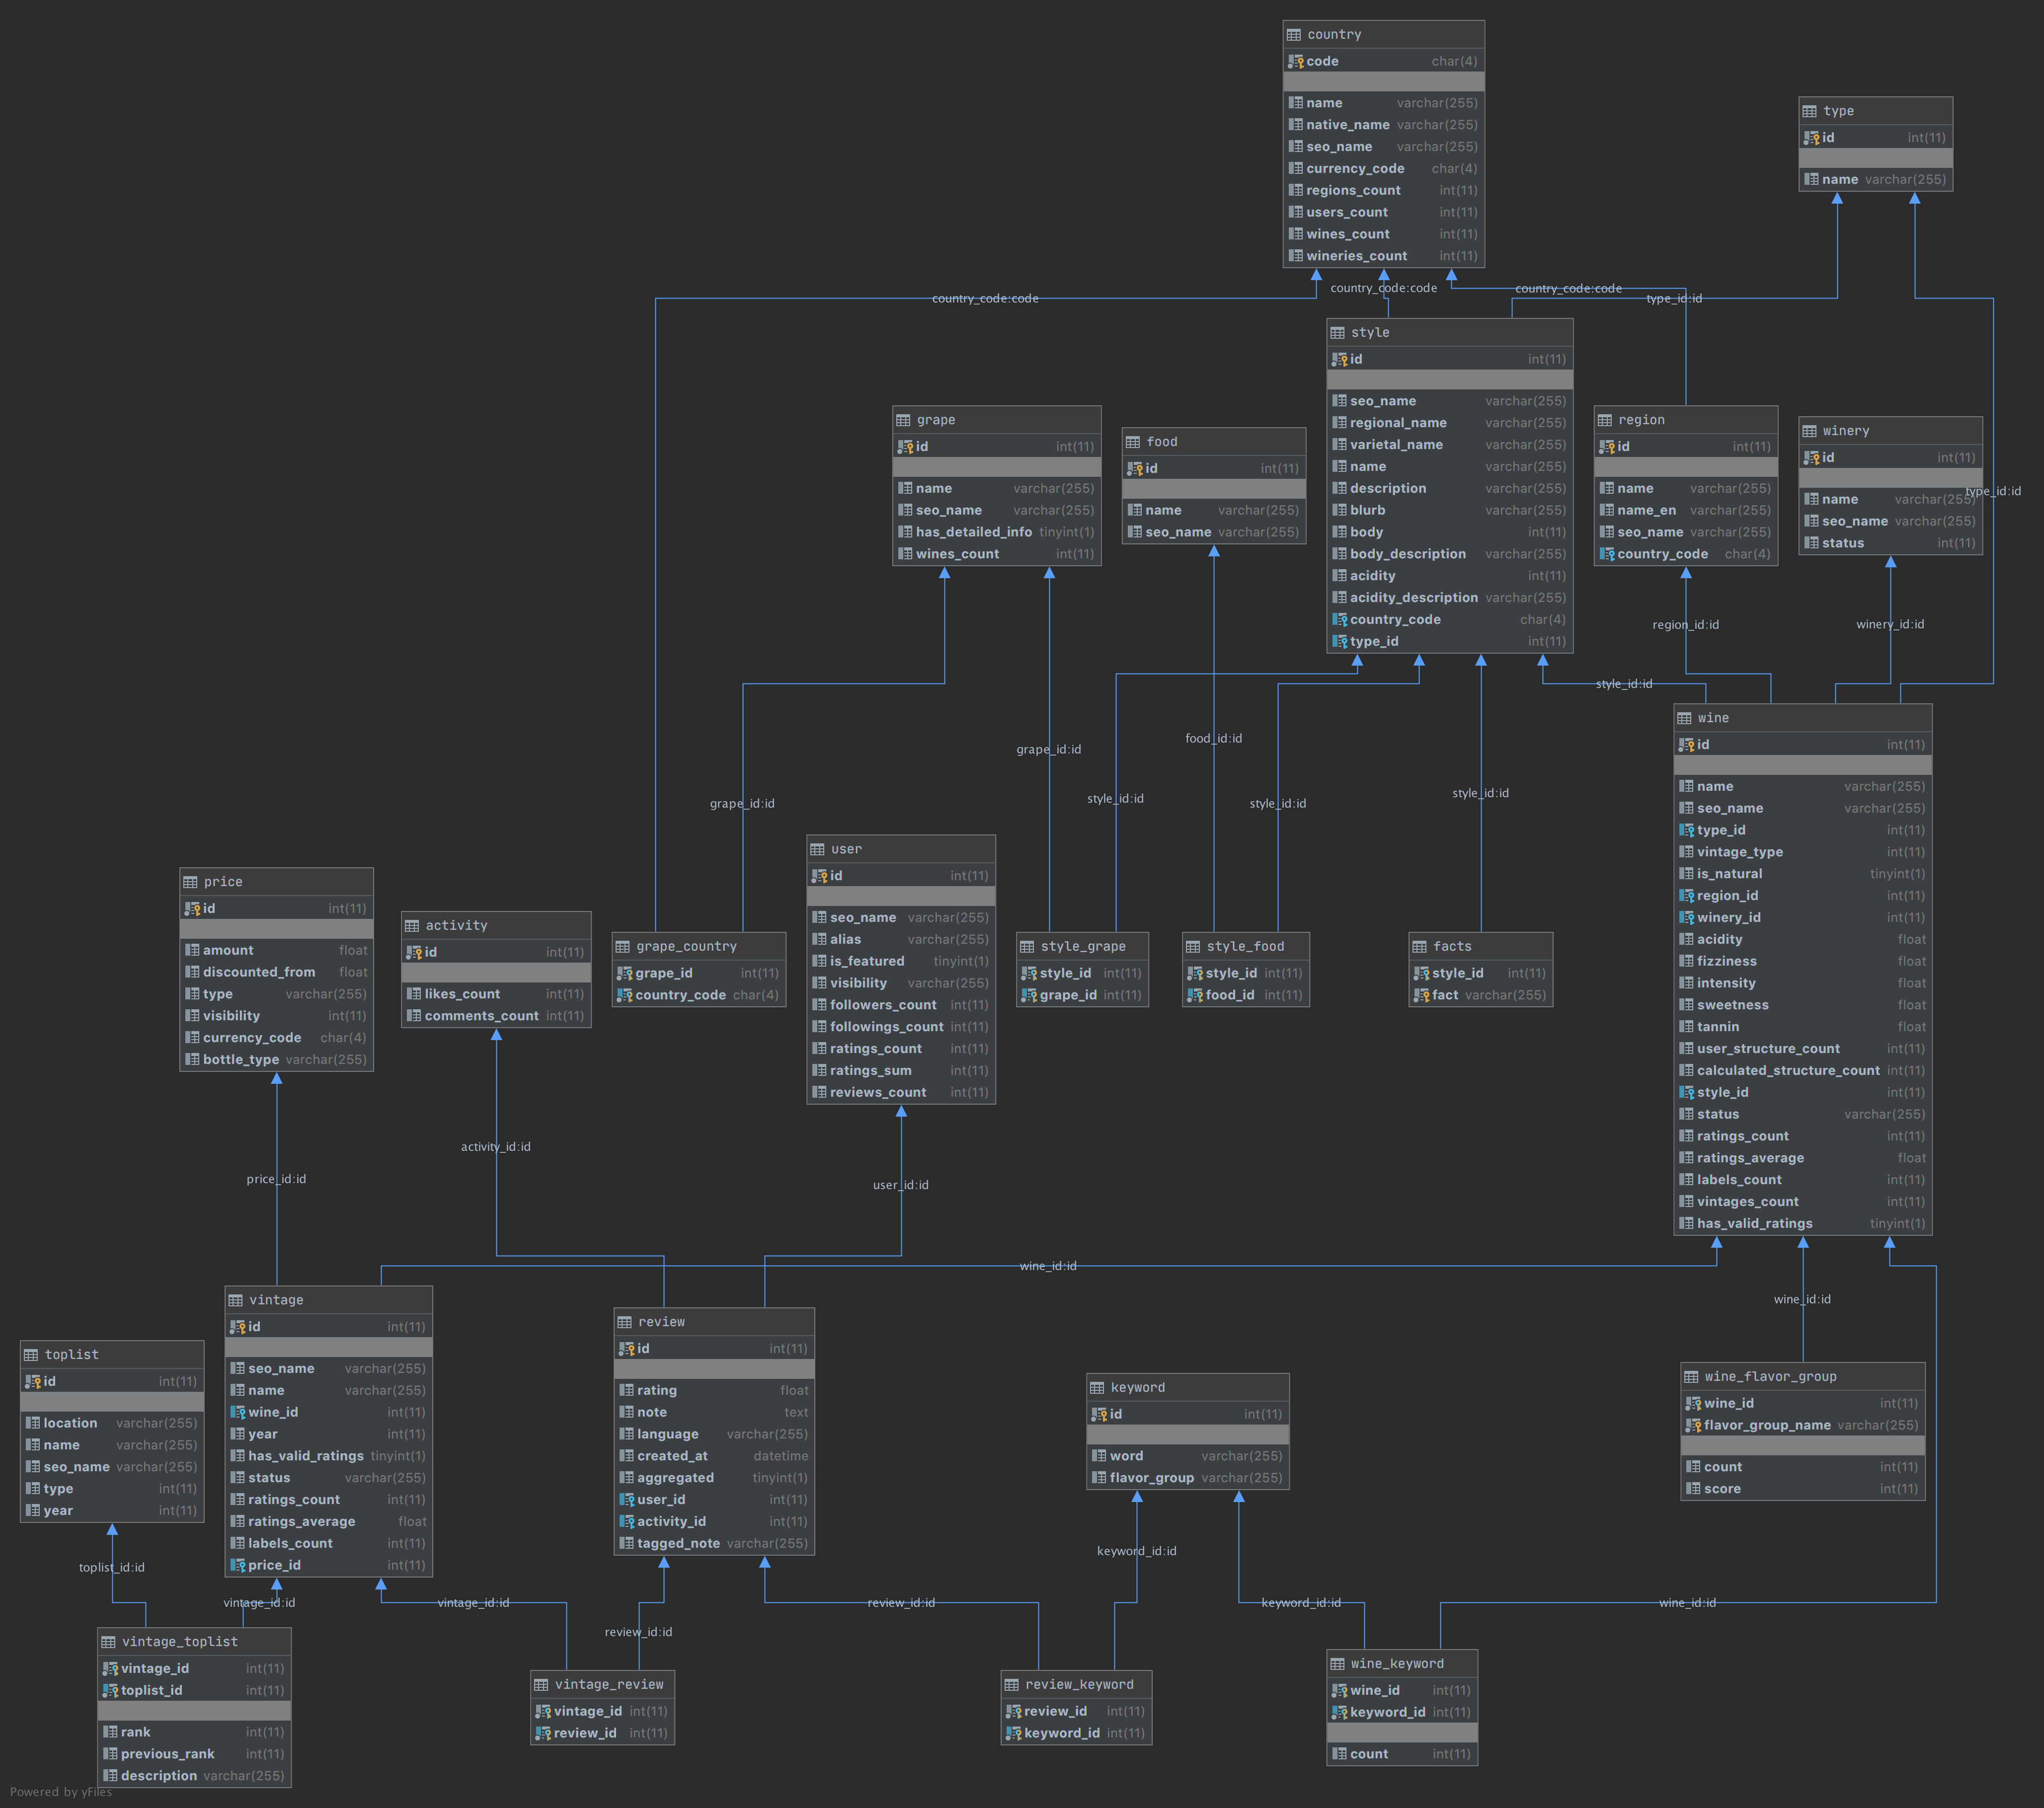 country
code char(4)
name varchar(255)
native_name varchar(255)
seo_name varchar(255)
currency_code char(4)
regions_count int(11)
users_count int(11)
wines_count int(11)
wineries_count int(11)
type
id int(11)
name varchar(255)
country_code:code
country_code:code
country_code:code
type_id:id
style
id int(11)
seo_name varchar(255)
regional_name varchar(255)
varietal_name varchar(255)
name varchar(255)
description varchar(255)
blurb varchar(255)
body int(11)
body_description varchar(255)
acidity int(11)
acidity_description varchar(255)
country_code char(4)
type_id int(11)
grape
id int(11)
name varchar(255)
seo_name varchar(255)
has_detailed_info tinyint(1)
wines_count int(11)
food
id int(11)
name varchar(255)
seo_name varchar(255)
region
id int(11)
name varchar(255)
name_en varchar(255)
seo_name varchar(255)
country_code char(4)
winery
id int(11)
name varchar(255)
seo_name varchar(255)
status int(11)
type_id:id
region_id:id
winery_id:id
style_id:id
grape_id:id
food_id:id
style_id:id
style_id:id
style_id:id
grape_id:id
wine
id int(11)
name varchar(255)
seo_name varchar(255)
type_id int(11)
vintage_type int(11)
is_natural tinyint(1)
region_id int(11)
winery_id int(11)
acidity float
fizziness float
intensity float
sweetness float
tannin float
user_structure_count int(11)
calculated_structure_count int(11)
style_id int(11)
status varchar(255)
ratings_count int(11)
ratings_average float
labels_count int(11)
vintages_count int(11)
has_valid_ratings tinyint(1)
user
id int(11)
seo_name varchar(255)
alias varchar(255)
is_featured tinyint(1)
visibility varchar(255)
followers_count int(11)
followings_count int(11)
ratings_count int(11)
ratings_sum int(11)
reviews_count int(11)
price
id int(11)
amount float
discounted_from float
type varchar(255)
visibility int(11)
currency_code char(4)
bottle_type varchar(255)
activity
id int(11)
likes_count int(11)
comments_count int(11)
grape_country
grape_id int(11)
country_code char(4)
style_grape
style_id int(11)
grape_id int(11)
style_food
style_id int(11)
food_id int(11)
facts
style_id int(11)
fact varchar(255)
activity_id:id
price_id:id
user_id:id
wine_id:id
wine_id:id
vintage
id int(11)
seo_name varchar(255)
name varchar(255)
wine_id int(11)
year int(11)
has_valid_ratings tinyint(1)
status varchar(255)
ratings_count int(11)
ratings_average float
labels_count int(11)
price_id int(11)
review
id int(11)
rating float
note text
language varchar(255)
created_at datetime
aggregated tinyint(1)
user_id int(11)
activity_id int(11)
tagged_note varchar(255)
toplist
id int(11)
location varchar(255)
name varchar(255)
seo_name varchar(255)
type int(11)
year int(11)
keyword
id int(11)
word varchar(255)
flavor_group varchar(255)
wine_flavor_group
wine_id int(11)
flavor_group_name varchar(255)
count int(11)
score int(11)
keyword_id:id
toplist_id:id
vintage_id:id
vintage_id:id
review_id:id
review_id:id
keyword_id:id
wine_id:id
vintage_toplist
vintage_id int(11)
toplist_id int(11)
rank int(11)
previous_rank int(11)
description varchar(255)
vintage_review
vintage_id int(11)
review_id int(11)
review_keyword
review_id int(11)
keyword_id int(11)
wine_keyword
wine_id int(11)
keyword_id int(11)
count int(11)
Powered by yFiles